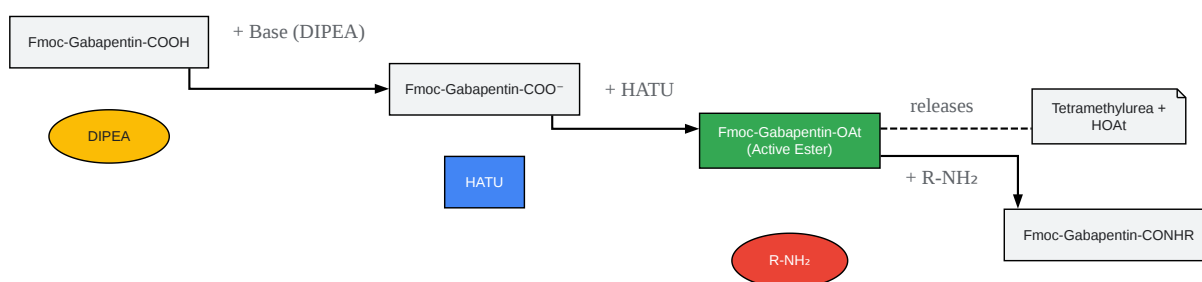 Fmoc-Gabapentin-COOH
+ Base (DIPEA)
DIPEA
Fmoc-Gabapentin-COO⁻
+ HATU
HATU
Fmoc-Gabapentin-OAt
(Active Ester)
releases
Tetramethylurea +
HOAt
+ R-NH₂
R-NH₂
Fmoc-Gabapentin-CONHR